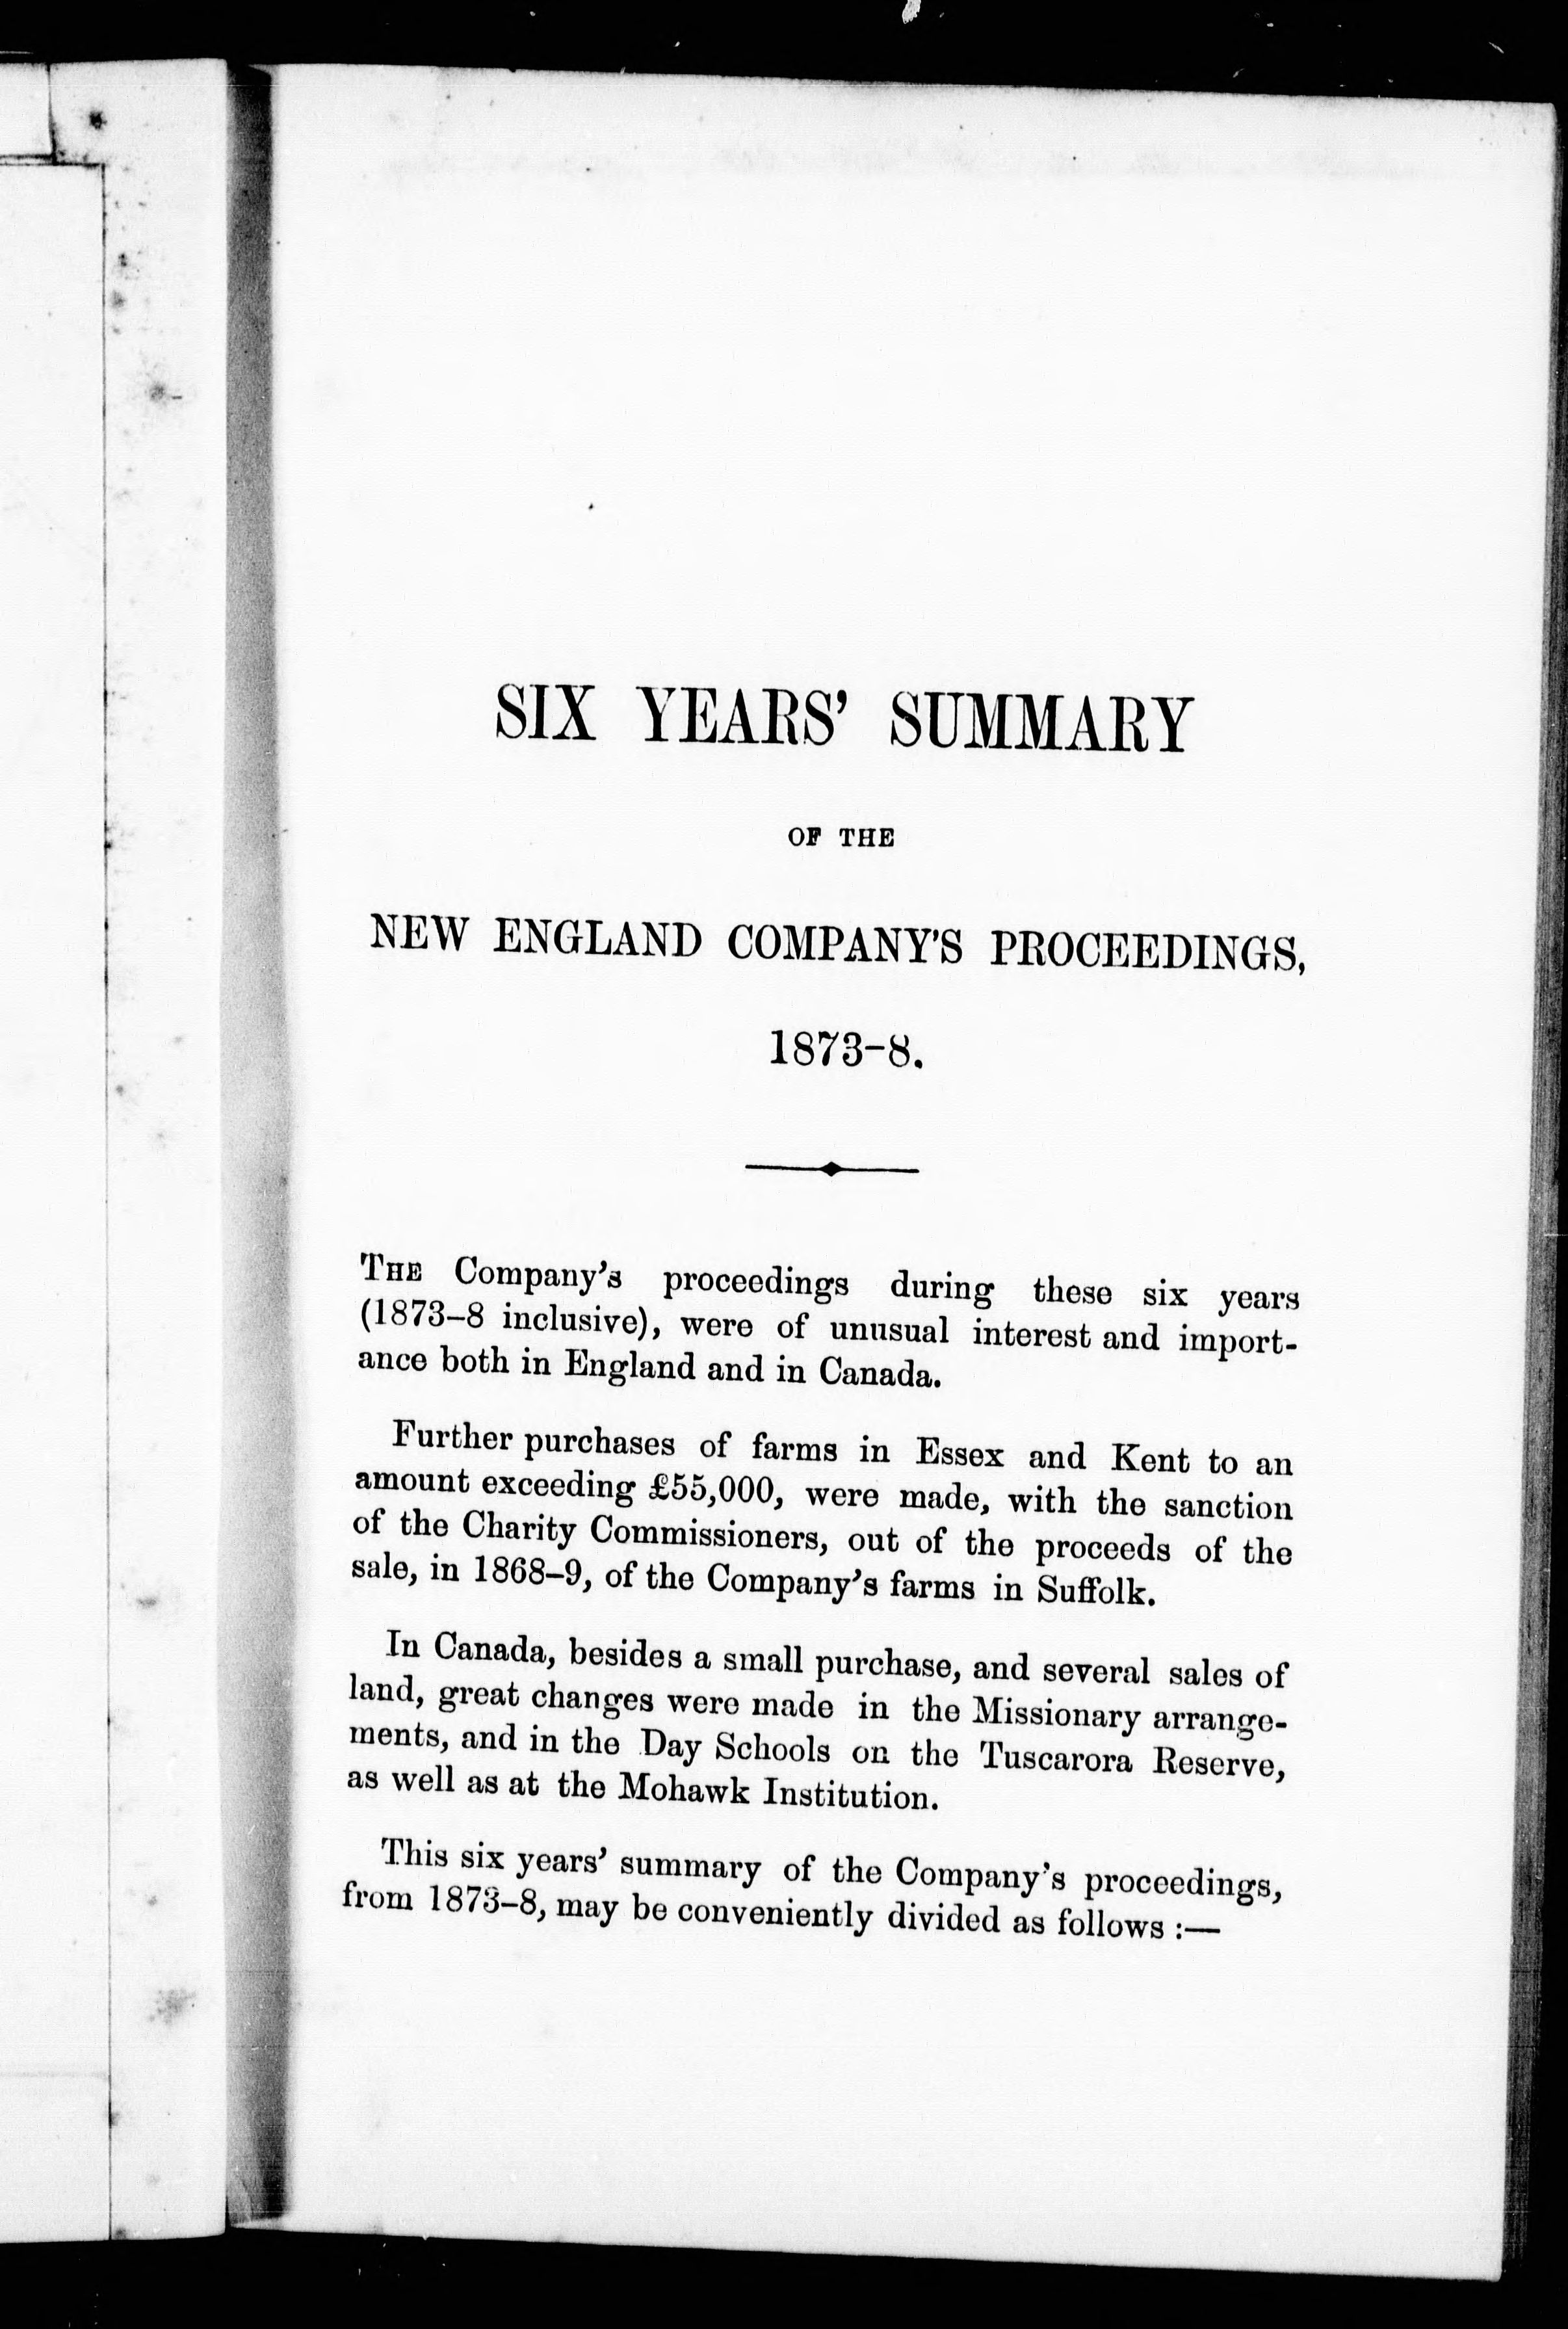 SIX YEARS' SUMMARY
OF THE
NEW ENGLAND COMPANY'S PROCEEDINGS,
1873-8.
THE Company's proceedings during these six years
(1873-8 inclusive), were of unusual interest and import-
ance both in England and in Canada.
Further purchases of farms in Essex and Kent to an
amount exceeding £55,000, were made, with the sanction
of the Charity Commissioners, out of the proceeds of the
sale, in 1868-9, of the Company's farms in Suffolk.
In Canada, besides a small purchase, and several sales of
land, great changes were made in the Missionary arrange-
ments, and in the Day Schools on the Tuscarora Reserve,
as well as at the Mohawk Institution.
This six years' summary of the Company's proceedings,
from 1873-8, may be conveniently divided as follows :—